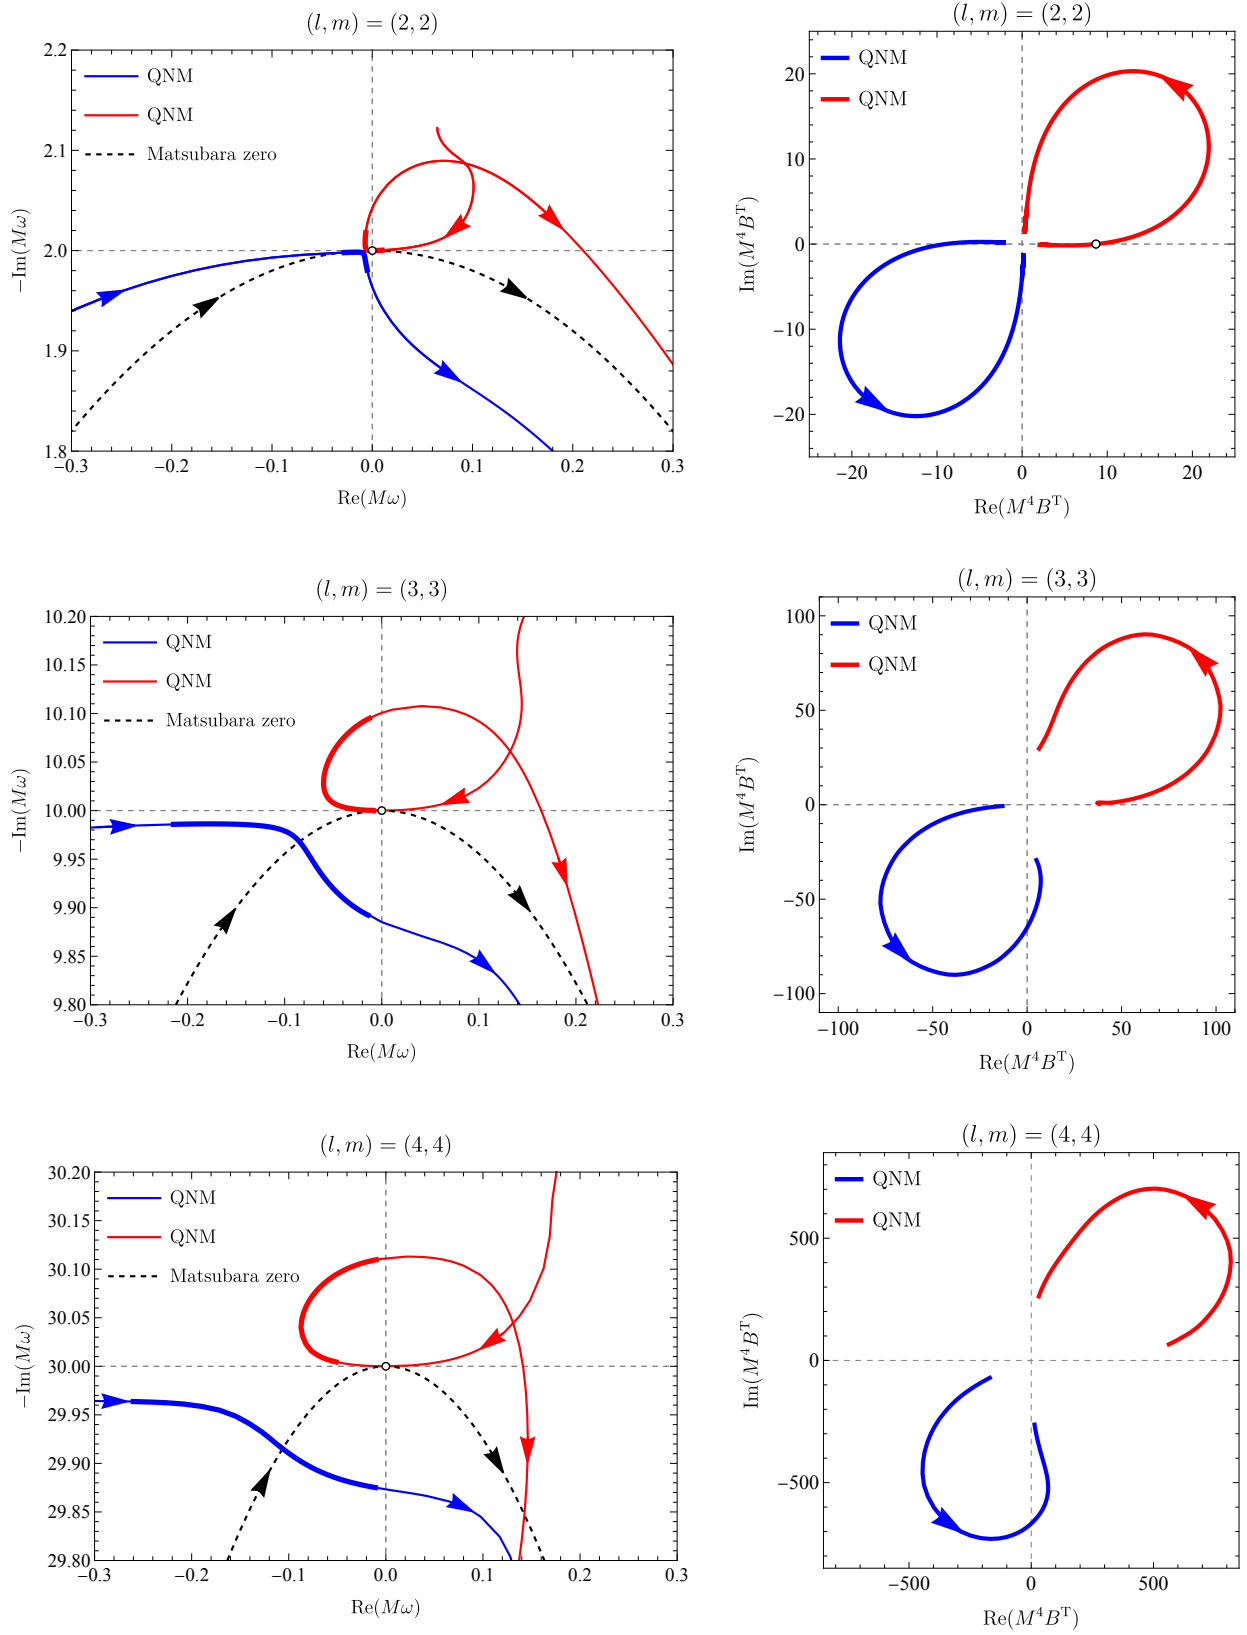 (l, m) = (2, 2)
QNM
QNM
Matsubara zero
2.2
2.1
2.0
1.9
1.8
−Im(Mω)
−0.3 −0.2 −0.1 0.0 0.1 0.2 0.3
Re(Mω)
(l, m) = (2, 2)
QNM
QNM
20
10
0
−10
−20
Im(M⁴Bᵀ)
−20 −10 0 10 20
Re(M⁴Bᵀ)
(l, m) = (3, 3)
QNM
QNM
Matsubara zero
10.20
10.15
10.10
10.05
10.00
9.95
9.90
9.85
9.80
−Im(Mω)
−0.3 −0.2 −0.1 0.0 0.1 0.2 0.3
Re(Mω)
(l, m) = (3, 3)
QNM
QNM
100
50
0
−50
−100
Im(M⁴Bᵀ)
−100 −50 0 50 100
Re(M⁴Bᵀ)
(l, m) = (4, 4)
QNM
QNM
Matsubara zero
30.20
30.15
30.10
30.05
30.00
29.95
29.90
29.85
29.80
−Im(Mω)
−0.3 −0.2 −0.1 0.0 0.1 0.2 0.3
Re(Mω)
(l, m) = (4, 4)
QNM
QNM
500
0
−500
Im(M⁴Bᵀ)
−500 0 500
Re(M⁴Bᵀ)